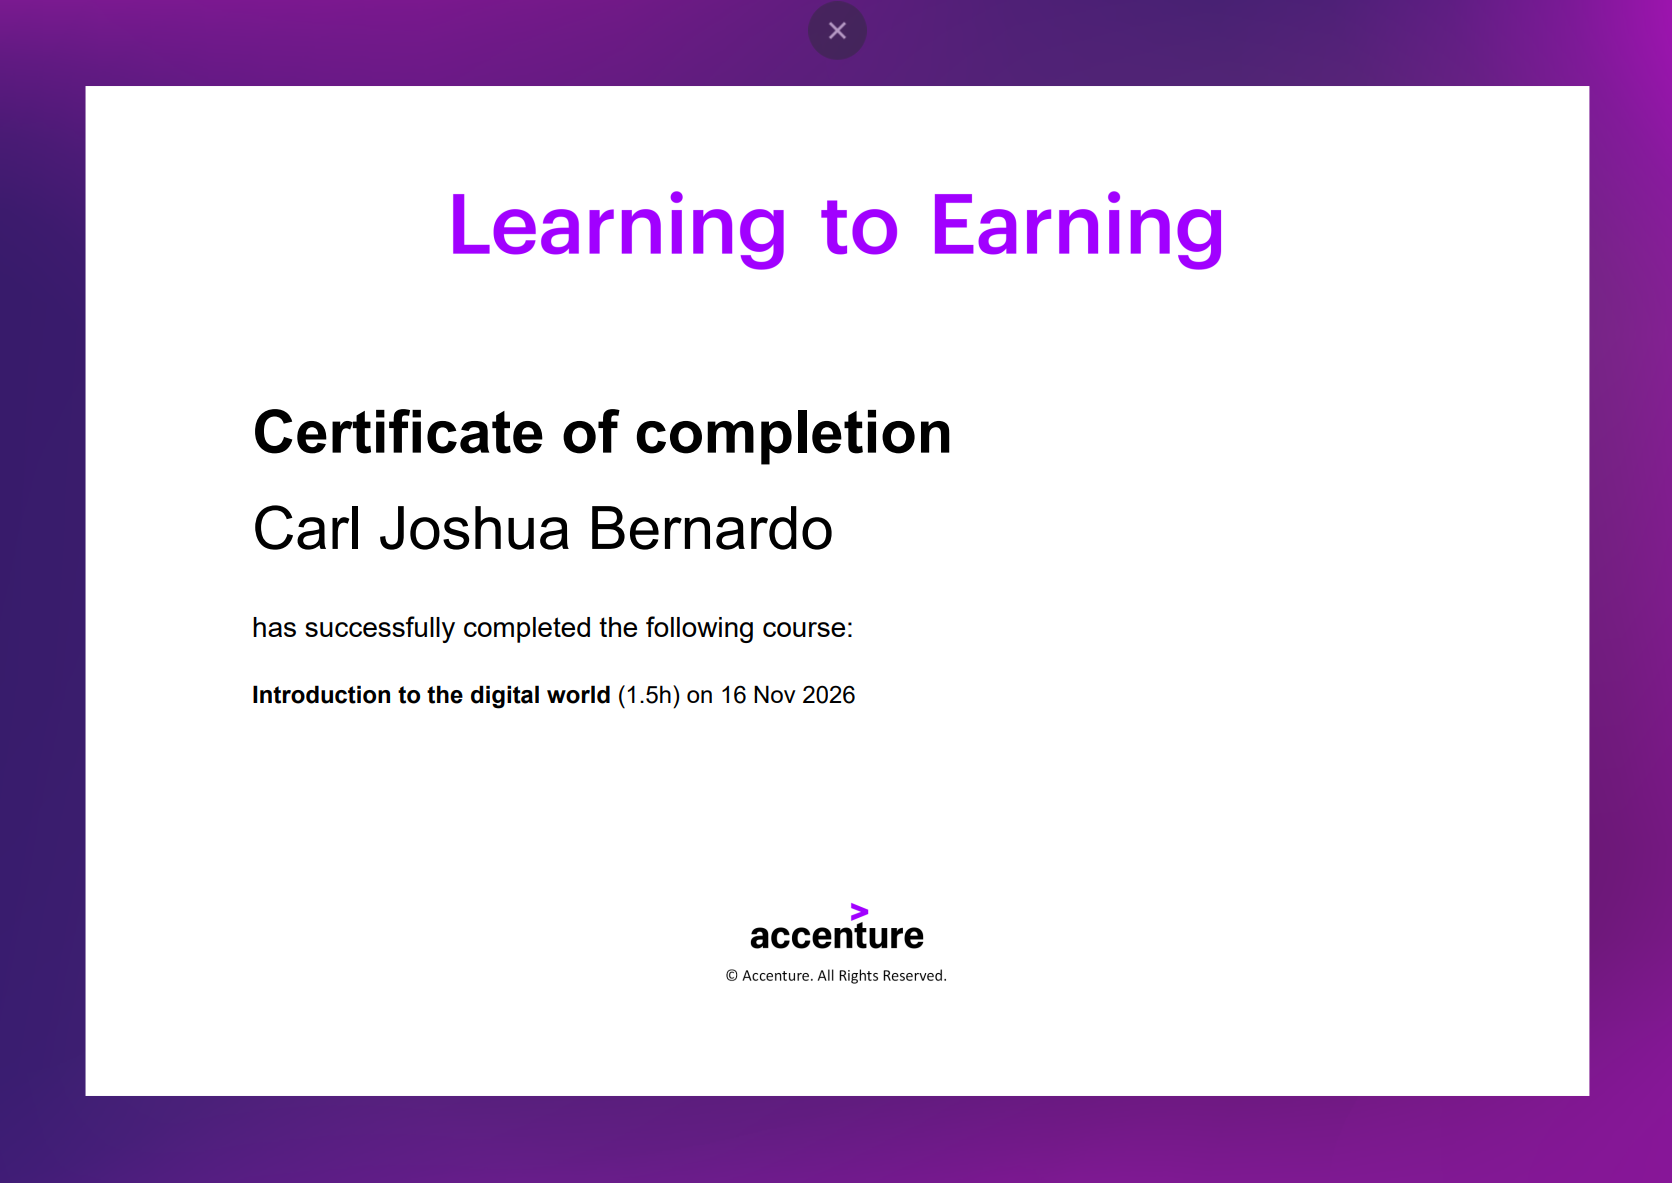 Learning to Earning
Certificate of completion
Carl Joshua Bernardo
has successfully completed the following course:
Introduction to the digital world (1.5h) on 16 Nov 2026
accenture
© Accenture. All Rights Reserved.